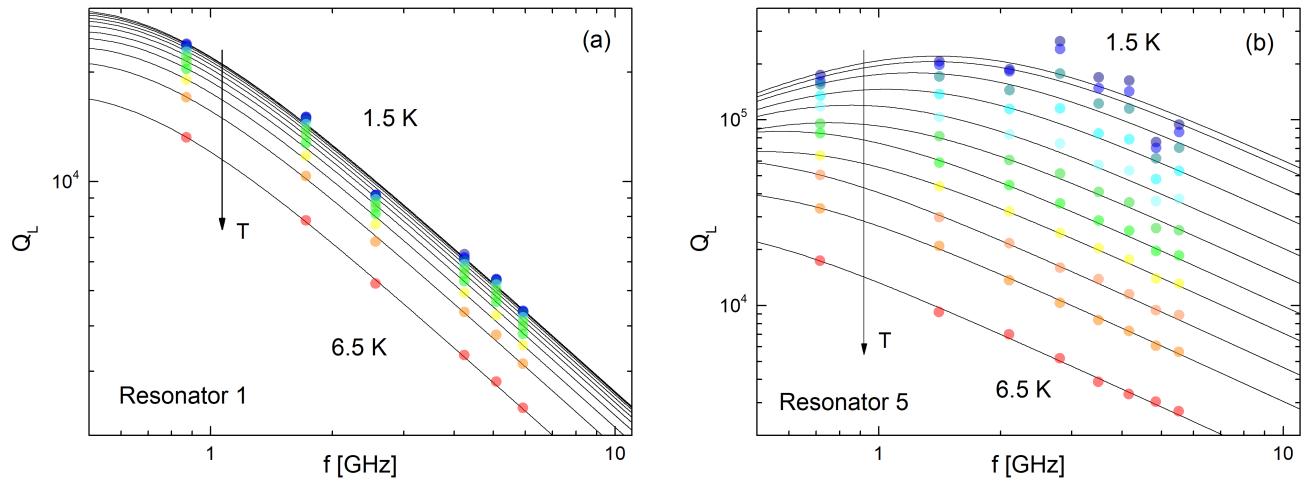 (a)
1.5 K
10⁴
T
Q_L
6.5 K
Resonator 1
1
10
f [GHz]
1.5 K
(b)
10⁵
10⁴
T
Q_L
6.5 K
Resonator 5
1
10
f [GHz]